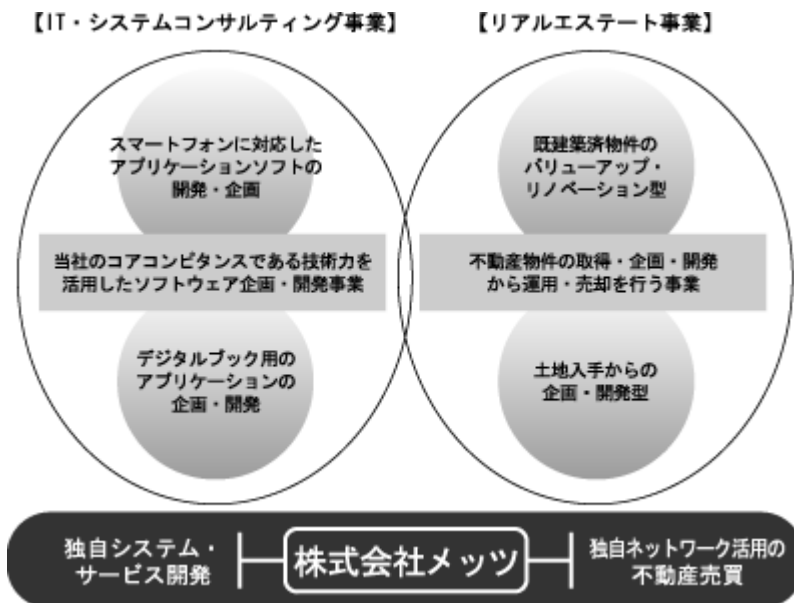 【IT・システムコンサルティング事業】
スマートフォンに対応した
アプリケーションソフトの
開発・企画
当社のコアコンピタンスである技術力を
活用したソフトウェア企画・開発事業
デジタルブック用の
アプリケーションの
企画・開発
【リアルエステート事業】
既建築済物件の
バリューアップ・
リノベーション型
不動産物件の取得・企画・開発
から運用・売却を行う事業
土地入手からの
企画・開発型
独自システム・
サービス開発
株式会社メッツ
独自ネットワーク活用の
不動産売買